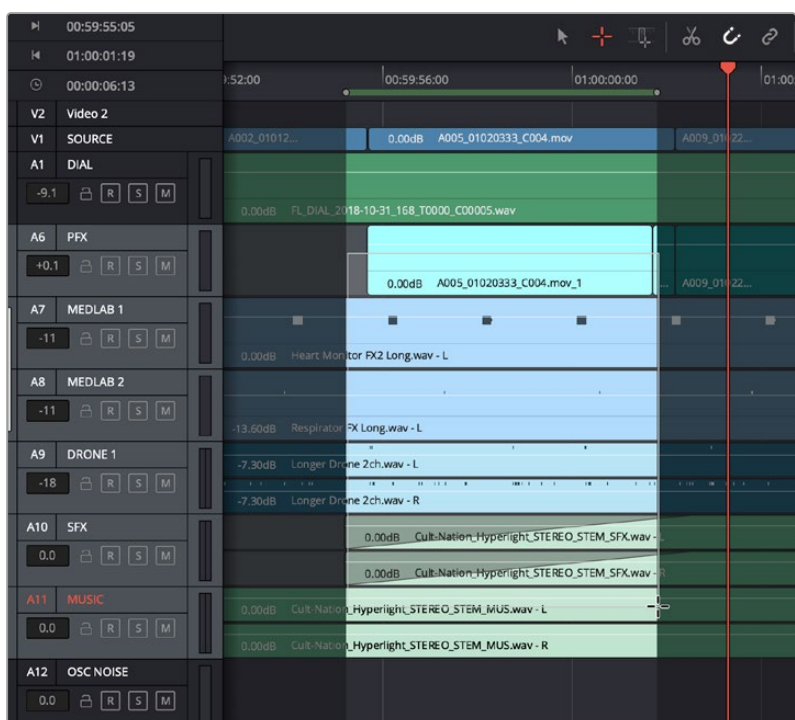 00:59:55:05
01:00:01:19
00:00:06:13
9:52:00 00:59:56:00 01:00:00:00 01:00:
V2 Video 2
V1 SOURCE A002_01012... 0.00dB A005_01020333_C004.mov A009_01022...
A1 DIAL
-9.1 R S M
0.00dB FL_DIAL_2018-10-31_168_T0000_C00005.wav
A6 PFX
+0.1 R S M
0.00dB A005_01020333_C004.mov_1 ... A009_01022...
A7 MEDLAB 1
-11 R S M
0.00dB Heart Monitor FX2 Long.wav - L
A8 MEDLAB 2
-11 R S M
-13.60dB Respirator FX Long.wav - L
A9 DRONE 1
-7.30dB Longer Drone 2ch.wav - L
-18 R S M
-7.30dB Longer Drone 2ch.wav - R
A10 SFX
0.00dB Cult-Nation_Hyperlight_STEREO_STEM_SFX.wav - L
0.0 R S M
0.00dB Cult-Nation_Hyperlight_STEREO_STEM_SFX.wav - R
A11 MUSIC
0.00dB Cult-Nation_Hyperlight_STEREO_STEM_MUS.wav - L
0.0 R S M
0.00dB Cult-Nation_Hyperlight_STEREO_STEM_MUS.wav - R
A12 OSC NOISE
0.0 R S M